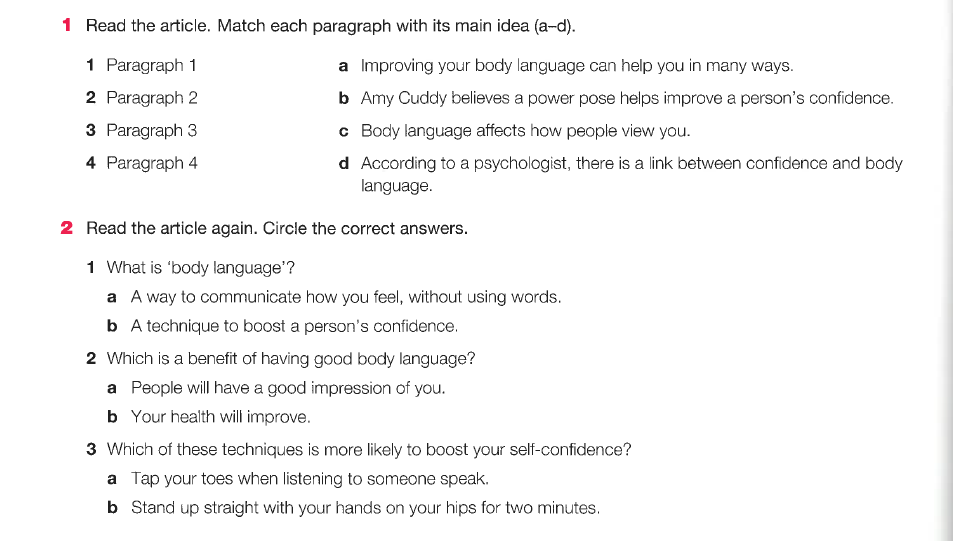 1 Read the article. Match each paragraph with its main idea (a–d).
1 Paragraph 1 a Improving your body language can help you in many ways.
2 Paragraph 2 b Amy Cuddy believes a power pose helps improve a person's confidence.
3 Paragraph 3 c Body language affects how people view you.
4 Paragraph 4 d According to a psychologist, there is a link between confidence and body
language.
2 Read the article again. Circle the correct answers.
1 What is 'body language'?
a A way to communicate how you feel, without using words.
b A technique to boost a person's confidence.
2 Which is a benefit of having good body language?
a People will have a good impression of you.
b Your health will improve.
3 Which of these techniques is more likely to boost your self-confidence?
a Tap your toes when listening to someone speak.
b Stand up straight with your hands on your hips for two minutes.